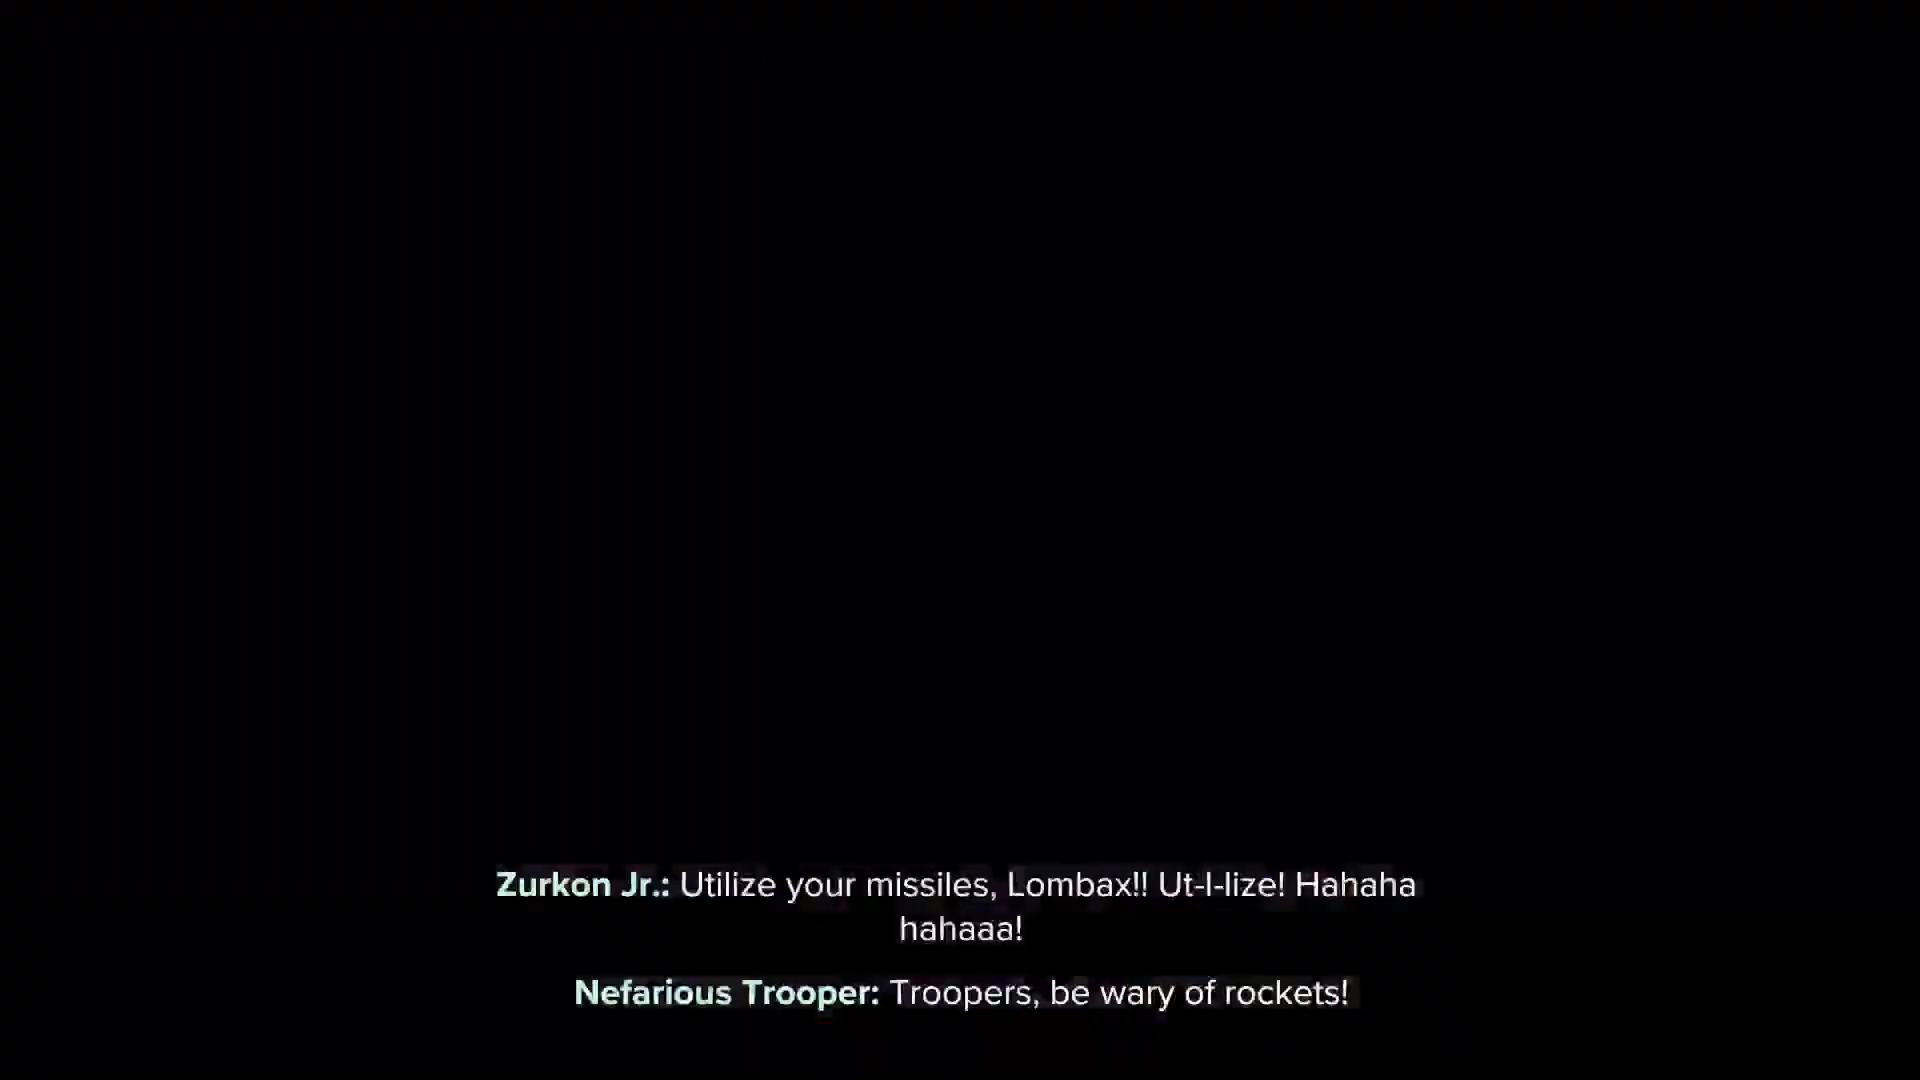 Zurkon Jr.: Utilize your missiles, Lombax!! Ut-I-lize! Hahaha
hahaaa!
Nefarious Trooper: Troopers, be wary of rockets!